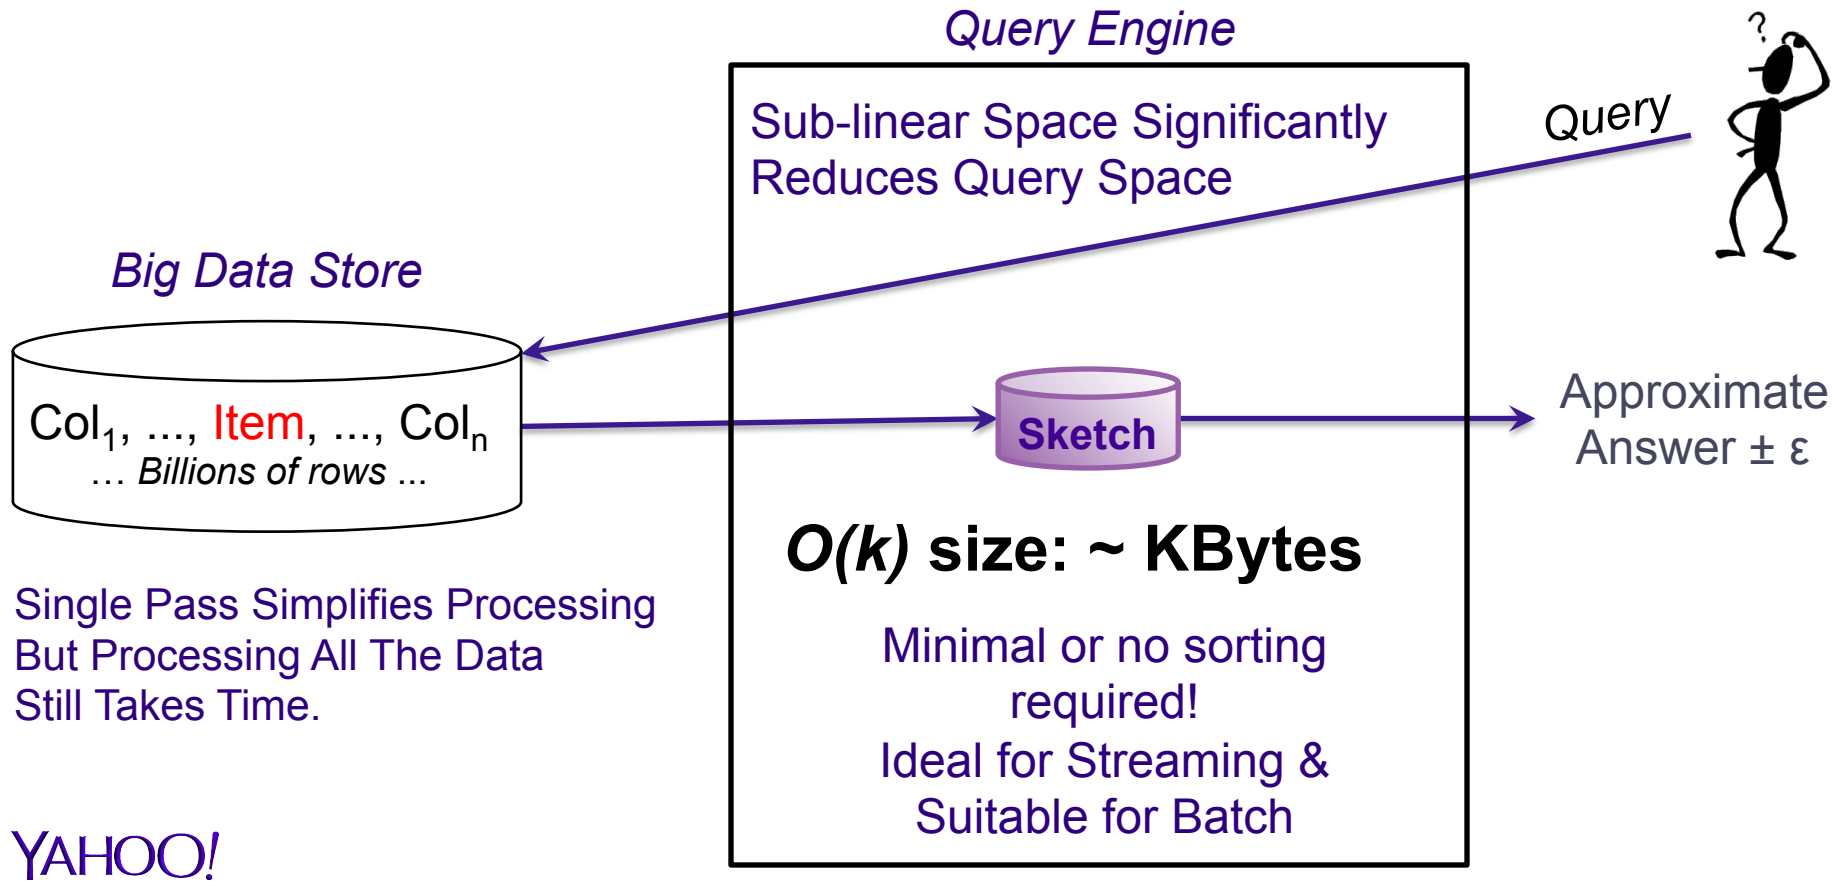 Query Engine
?
Sub-linear Space Significantly
Reduces Query Space
Query
Big Data Store
Col₁, ..., Item, ..., Colₙ
... Billions of rows ...
Sketch
Approximate
Answer ± ε
O(k) size: ~ KBytes
Single Pass Simplifies Processing
But Processing All The Data
Still Takes Time.
Minimal or no sorting
required!
Ideal for Streaming &
Suitable for Batch
YAHOO!